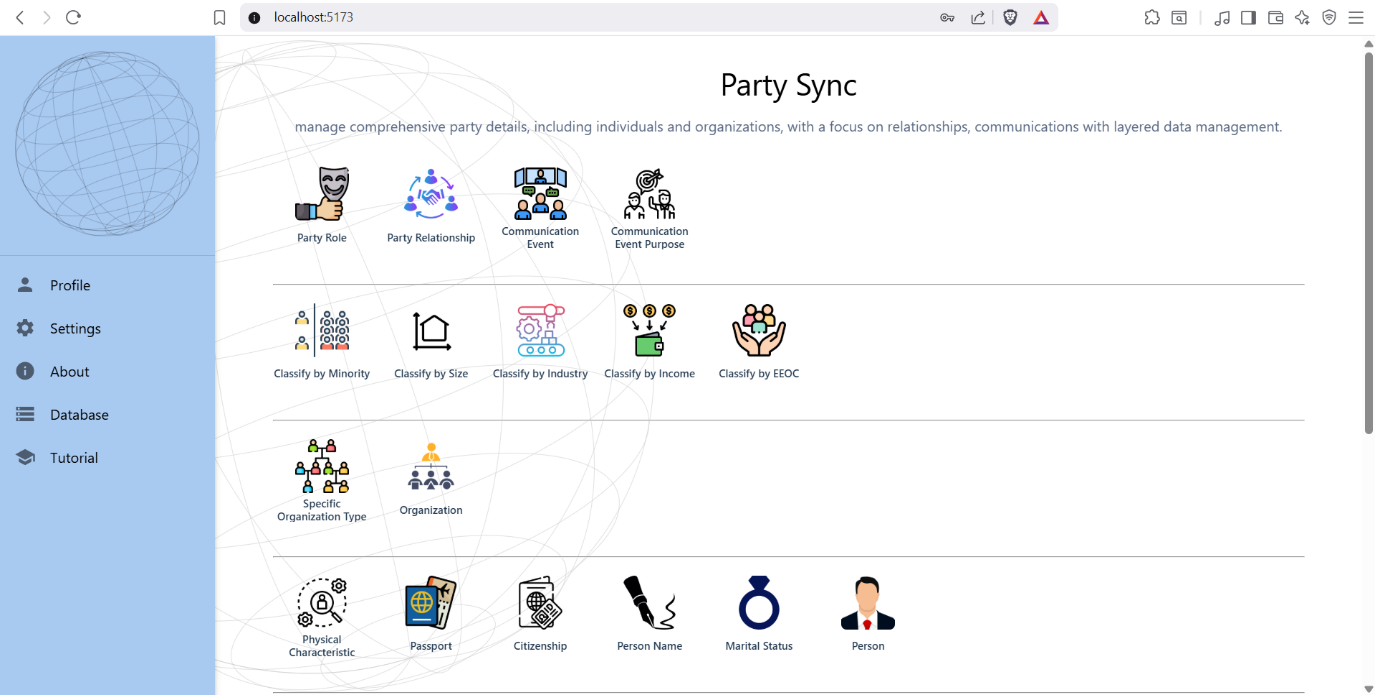 localhost:5173
Party Sync
manage comprehensive party details, including individuals and organizations, with a focus on relationships, communications with layered data management.
Profile
Settings
About
Database
Tutorial
Party Role
Party Relationship
Communication
Event
Communication
Event Purpose
Classify by Minority
Classify by Size
Classify by Industry
Classify by Income
Classify by EEOC
Specific
Organization Type
Organization
Physical
Characteristic
Passport
Citizenship
Person Name
Marital Status
Person